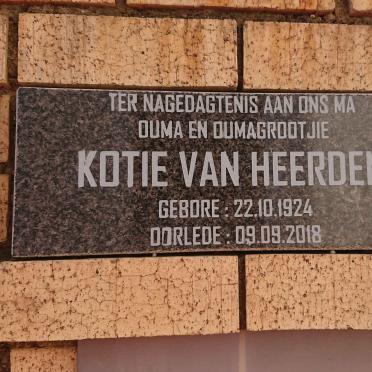 TER NAGEDAGTENIS AAN ONS MA
OUMA EN OUMAGROOTJIE
KOTIE VAN HEERDEN
GEBORE : 22.10.1924
OORLEDE : 09.09.2018